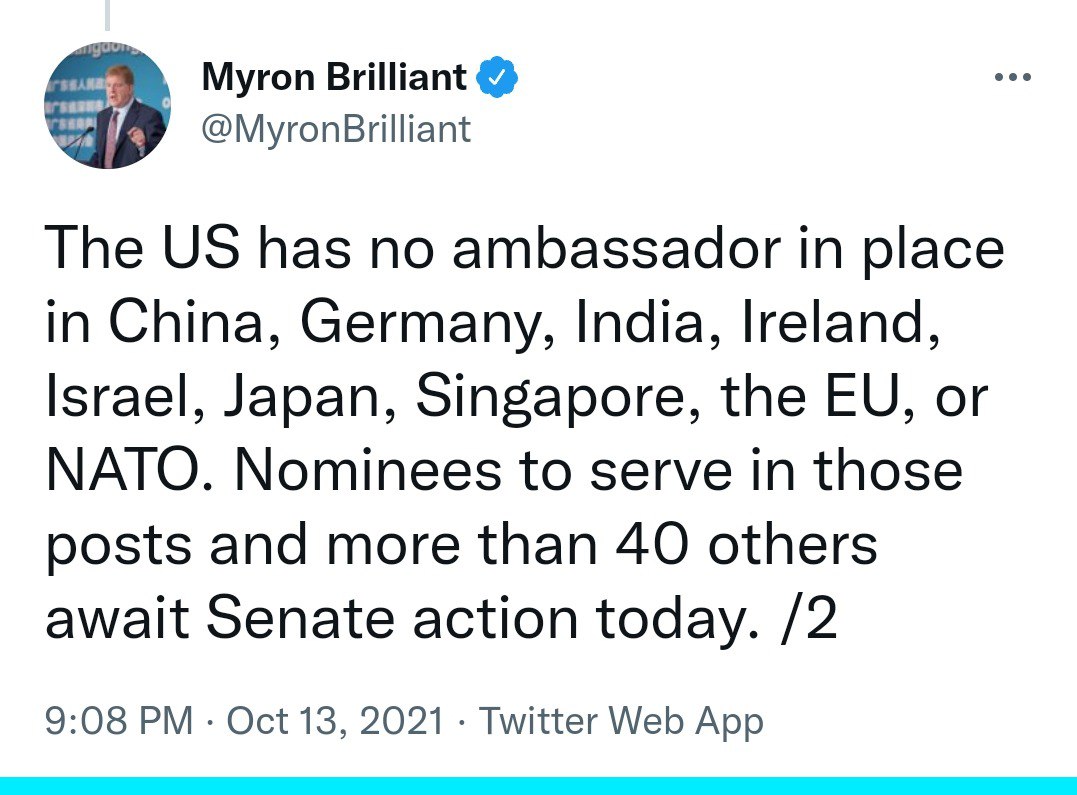 Myron Brilliant
@MyronBrilliant
The US has no ambassador in place
in China, Germany, India, Ireland,
Israel, Japan, Singapore, the EU, or
NATO. Nominees to serve in those
posts and more than 40 others
await Senate action today. /2
9:08 PM · Oct 13, 2021 · Twitter Web App